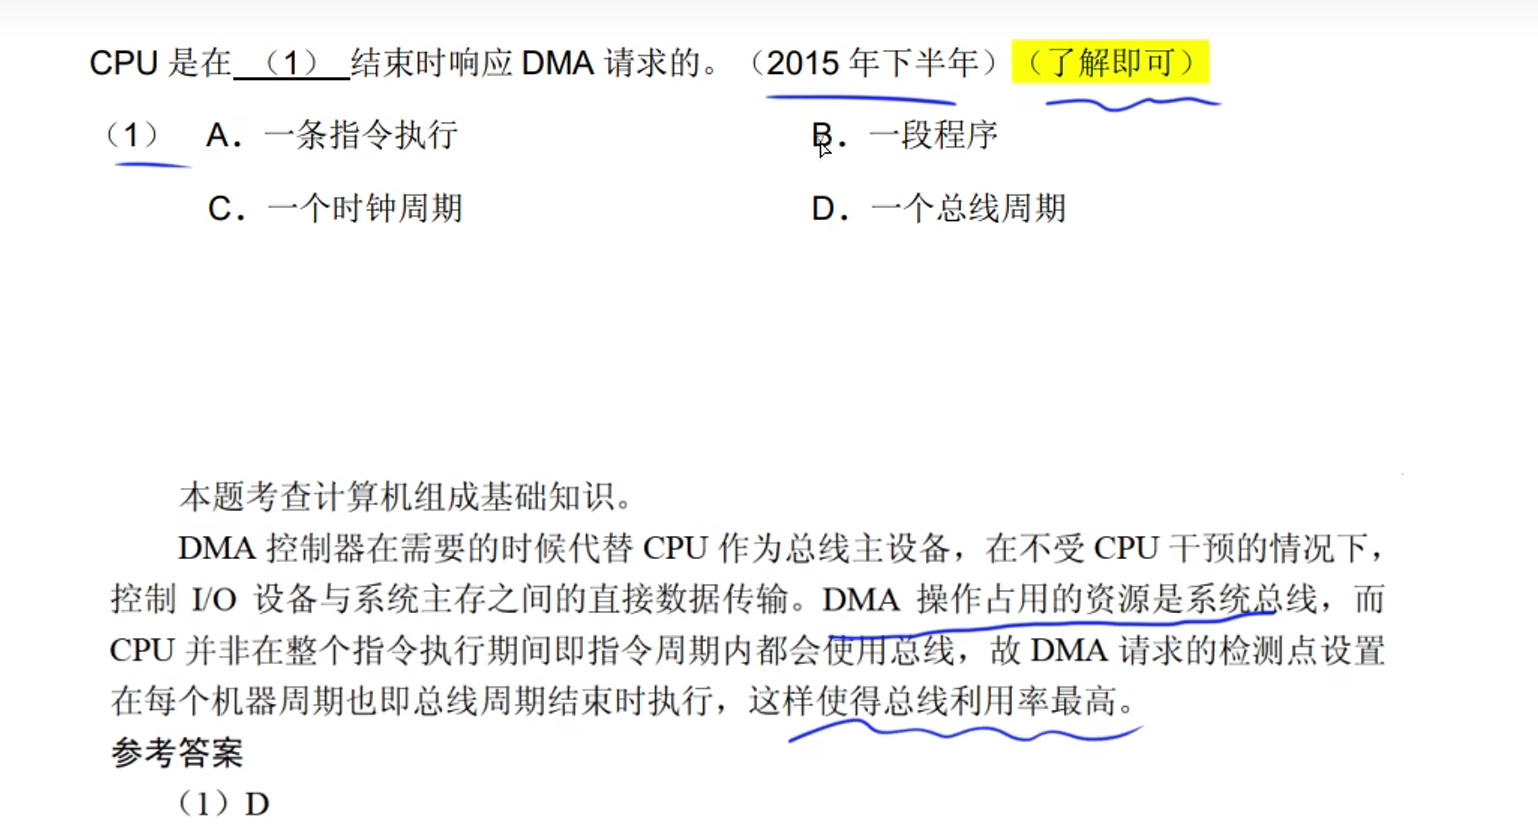 CPU 是在 （1） 结束时响应 DMA 请求的。（2015 年下半年）（了解即可）
（1） A．一条指令执行 B．一段程序
C．一个时钟周期 D．一个总线周期
本题考查计算机组成基础知识。
DMA 控制器在需要的时候代替 CPU 作为总线主设备，在不受 CPU 干预的情况下，
控制 I/O 设备与系统主存之间的直接数据传输。DMA 操作占用的资源是系统总线，而
CPU 并非在整个指令执行期间即指令周期内都会使用总线，故 DMA 请求的检测点设置
在每个机器周期也即总线周期结束时执行，这样使得总线利用率最高。
参考答案
（1）D